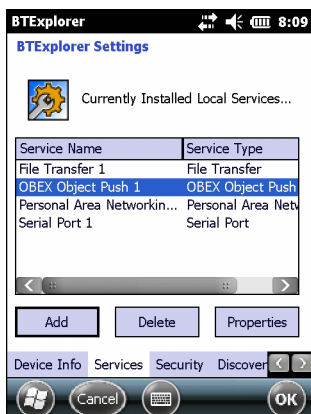 BTExplorer 8:09
BTExplorer Settings
Currently Installed Local Services...
Service Name Service Type
File Transfer 1 File Transfer
OBEX Object Push 1 OBEX Object Push
Personal Area Networkin... Personal Area Netw
Serial Port 1 Serial Port
Add Delete Properties
Device Info Services Security Discover
Cancel OK